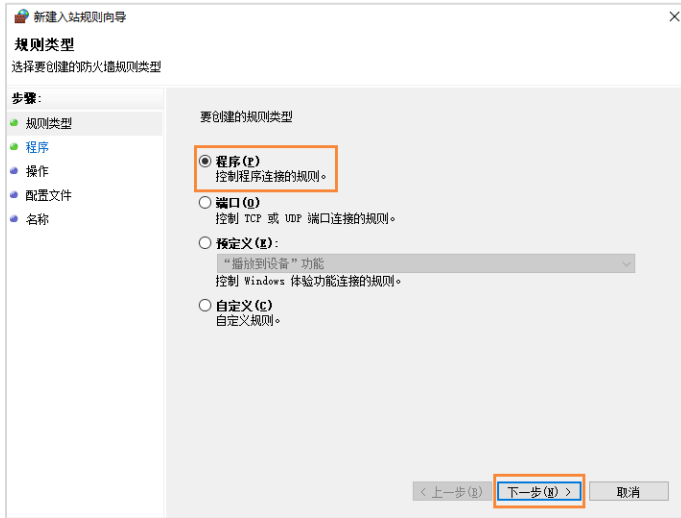 新建入站规则向导
规则类型
选择要创建的防火墙规则类型
步骤:
规则类型
程序
操作
配置文件
名称
要创建的规则类型
程序(P)
控制程序连接的规则。
端口(O)
控制 TCP 或 UDP 端口连接的规则。
预定义(E):
“播放到设备”功能
控制 Windows 体验功能连接的规则。
自定义(C)
自定义规则。
< 上一步(B)
下一步(N) >
取消